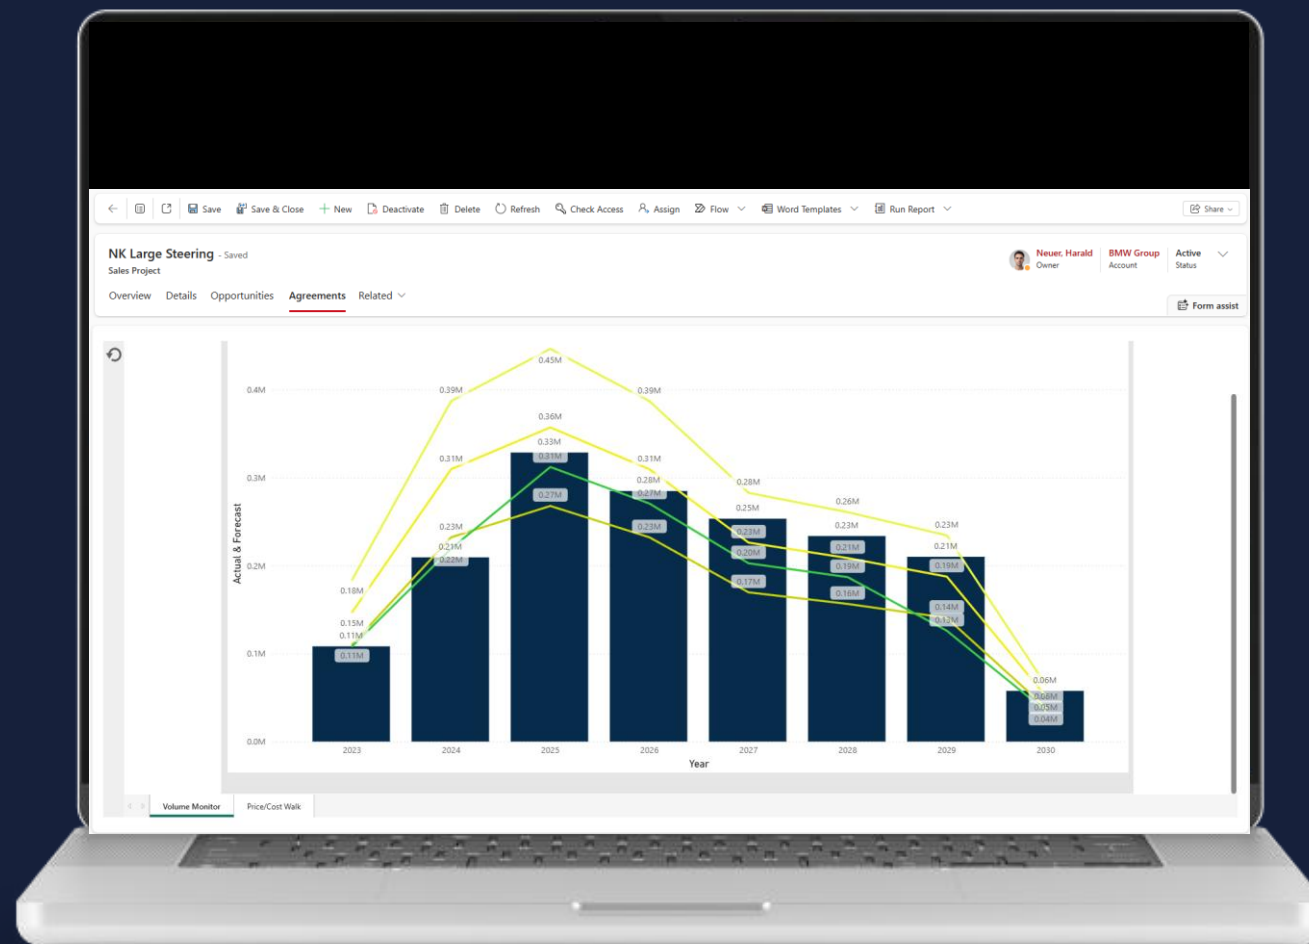 Save Save & Close New Deactivate Delete Refresh Check Access Assign Flow Word Templates Run Report Share
NK Large Steering - Saved
Sales Project
Neuer, Harald
Owner
BMW Group
Account
Active
Status
Overview Details Opportunities Agreements Related
Form assist
0.45M
0.4M 0.39M 0.39M
0.36M
0.33M
0.31M 0.31M 0.31M
0.3M 0.28M 0.28M
0.27M 0.27M 0.25M 0.26M
0.23M 0.23M 0.23M 0.23M 0.23M
0.21M 0.21M 0.21M
0.22M 0.20M
0.2M 0.19M 0.19M
0.18M 0.17M 0.16M
0.15M 0.14M
0.11M 0.13M
0.1M 0.11M
0.06M
0.06M
0.05M
0.04M
0.0M
Actual & Forecast
2023 2024 2025 2026 2027 2028 2029 2030
Year
Volume Monitor Price/Cost Walk